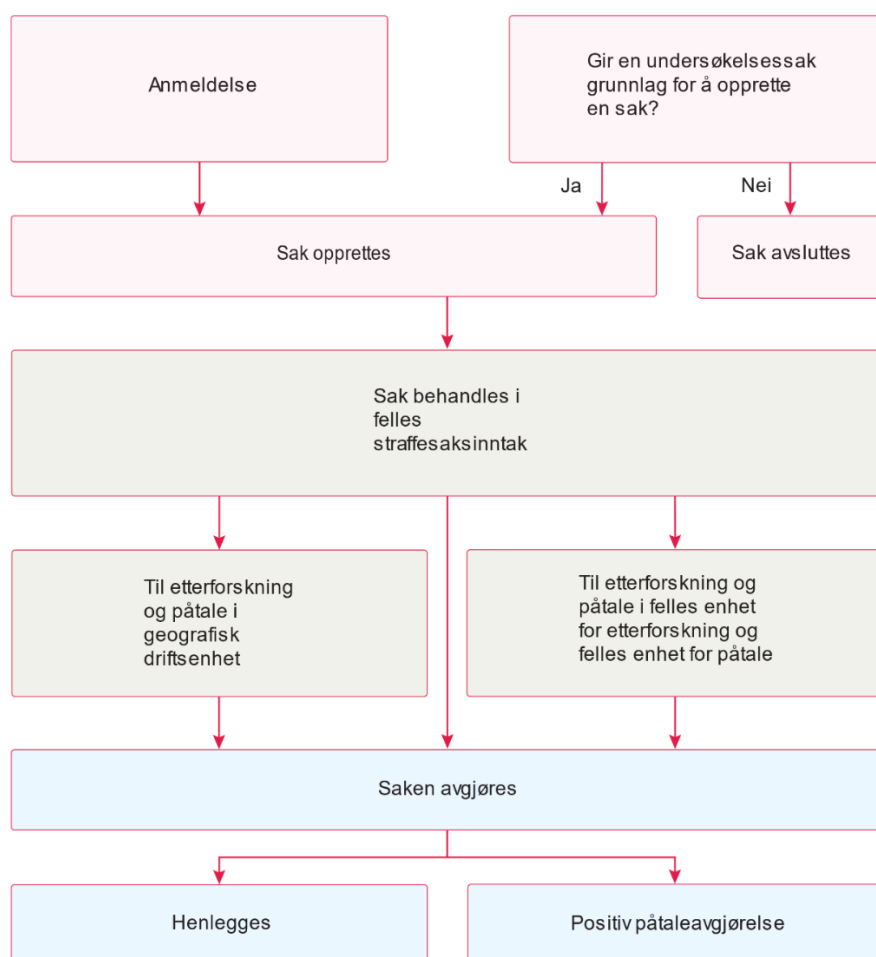 Anmeldelse
Gir en undersøkelsessak
grunnlag for å opprette
en sak?
Ja
Nei
Sak opprettes
Sak avsluttes
Sak behandles i
felles
straffesaksinntak
Til etterforskning
og påtale i
geografisk
driftsenhet
Til etterforskning og
påtale i felles enhet
for etterforskning og
felles enhet for påtale
Saken avgjøres
Henlegges
Positiv påtaleavgjørelse